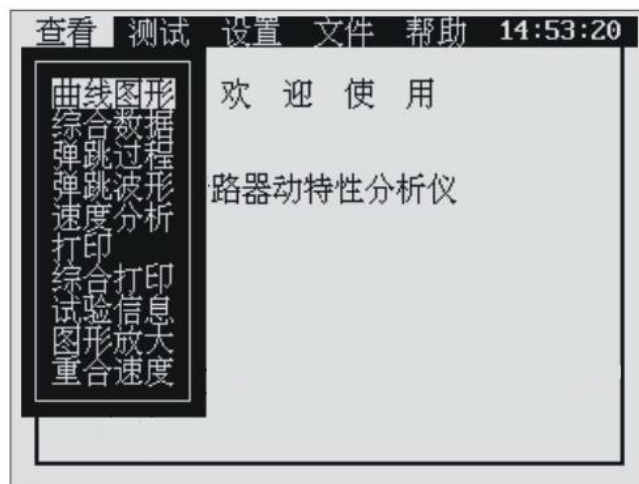 查看 测试 设置 文件 帮助 14:53:20
欢 迎 使 用
路器动特性分析仪
曲线图形
综合数据
弹跳过程
弹跳波形
速度分析
打印
综合打印
试验信息
图形放大
重合速度